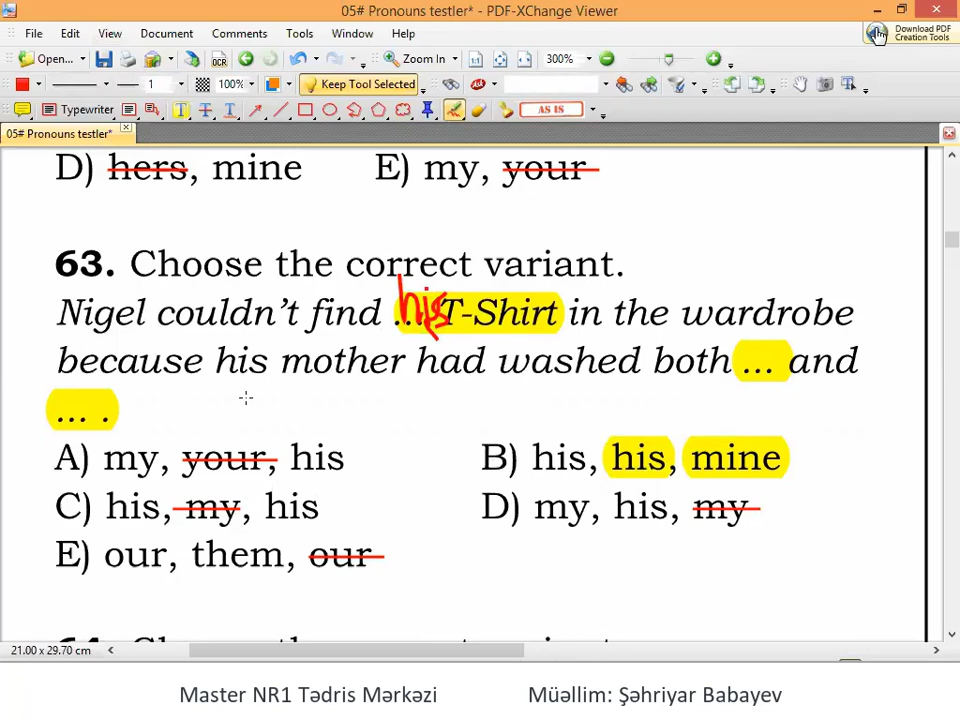 05# Pronouns testler* - PDF-XChange Viewer
File Edit View Document Comments Tools Window Help
Download PDF Creation Tools
Open... OCR Zoom In 300%
1 100% Keep Tool Selected
Typewriter AS IS
05# Pronouns testler*
D) hers, mine E) my, your
63. Choose the correct variant.
his
Nigel couldn't find ... T-Shirt in the wardrobe
because his mother had washed both ... and
... .
A) my, your, his B) his, his, mine
C) his, my, his D) my, his, my
E) our, them, our
21.00 x 29.70 cm
Master NR1 Tədris Mərkəzi Müəllim: Şəhriyar Babayev